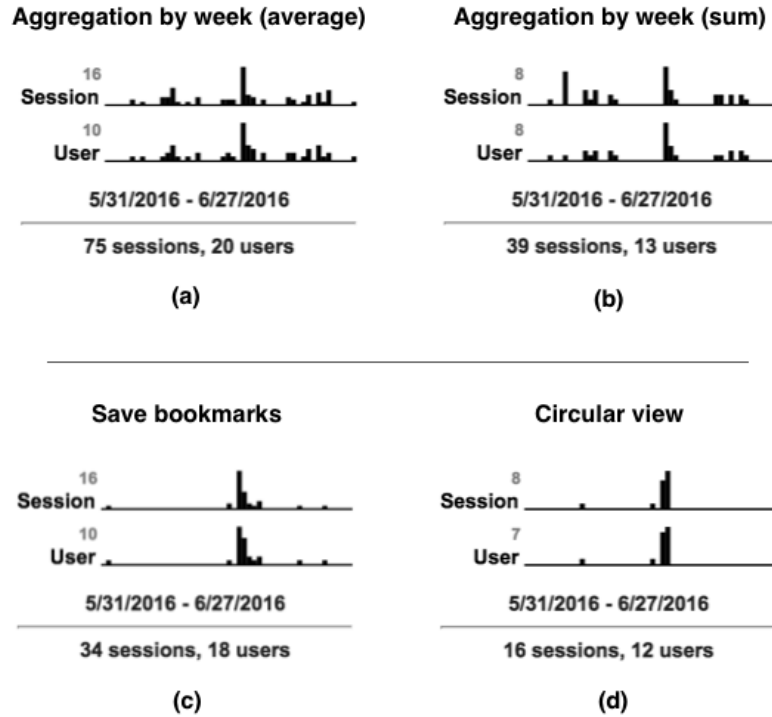 Aggregation by week (average)
16
Session
10
User
5/31/2016 - 6/27/2016
75 sessions, 20 users
(a)
Aggregation by week (sum)
8
Session
8
User
5/31/2016 - 6/27/2016
39 sessions, 13 users
(b)
Save bookmarks
16
Session
10
User
5/31/2016 - 6/27/2016
34 sessions, 18 users
(c)
Circular view
8
Session
7
User
5/31/2016 - 6/27/2016
16 sessions, 12 users
(d)